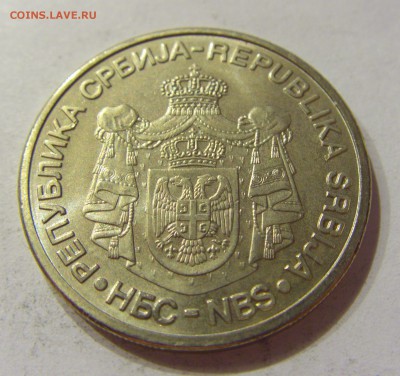 COINS.LAVE.RU
РЕПУБЛИКА СРБИЈА-REPUBLIKA SRBIJA
•НБС-NBS•